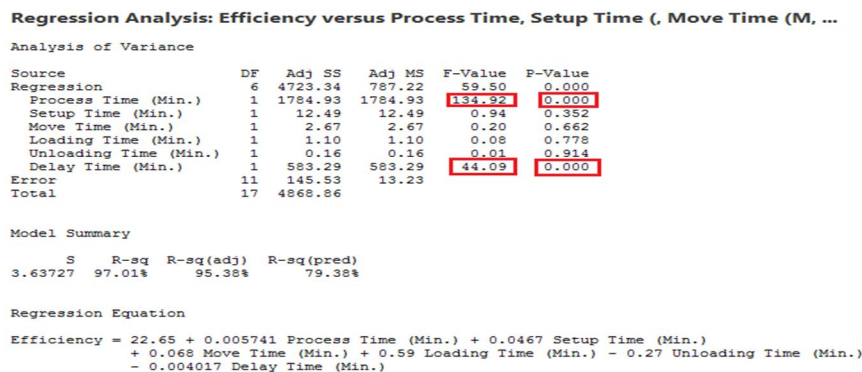 Regression Analysis: Efficiency versus Process Time, Setup Time (, Move Time (M, ...
Analysis of Variance
Source DF Adj SS Adj MS F-Value P-Value
Regression 6 4723.34 787.22 59.50 0.000
Process Time (Min.) 1 1784.93 1784.93 134.92 0.000
Setup Time (Min.) 1 12.49 12.49 0.94 0.352
Move Time (Min.) 1 2.67 2.67 0.20 0.662
Loading Time (Min.) 1 1.10 1.10 0.08 0.778
Unloading Time (Min.) 1 0.16 0.16 0.01 0.914
Delay Time (Min.) 1 583.29 583.29 44.09 0.000
Error 11 145.53 13.23
Total 17 4868.86
Model Summary
S R-sq R-sq(adj) R-sq(pred)
3.63727 97.01% 95.38% 79.38%
Regression Equation
Efficiency = 22.65 + 0.005741 Process Time (Min.) + 0.0467 Setup Time (Min.)
+ 0.068 Move Time (Min.) + 0.59 Loading Time (Min.) - 0.27 Unloading Time (Min.)
- 0.004017 Delay Time (Min.)